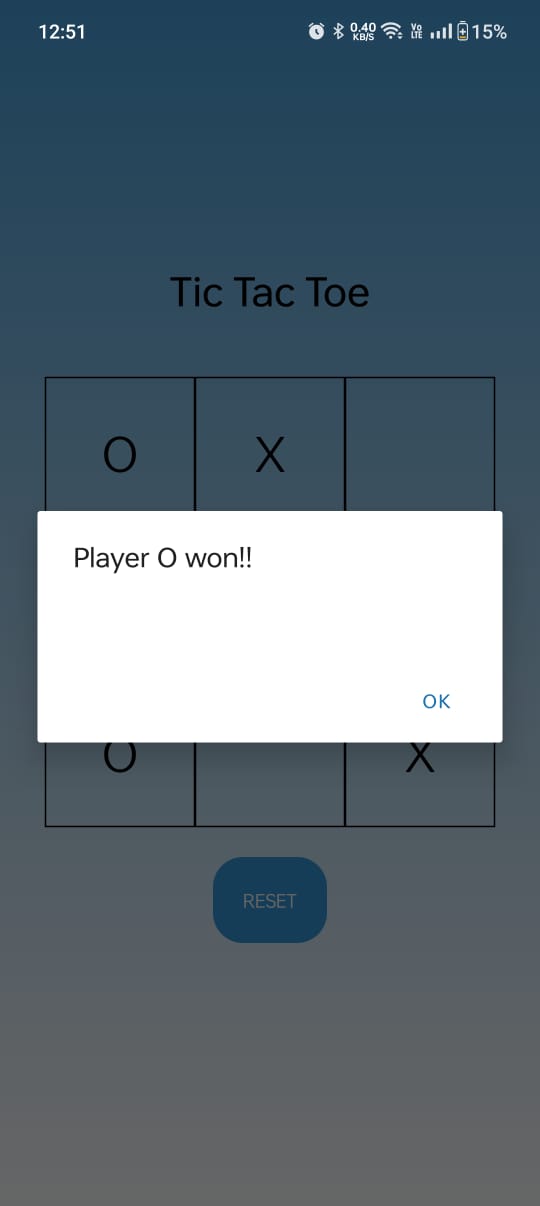 12:51 0.40 KB/S Vo LTE 15%
Tic Tac Toe
O X
Player O won!!
OK
O X
RESET